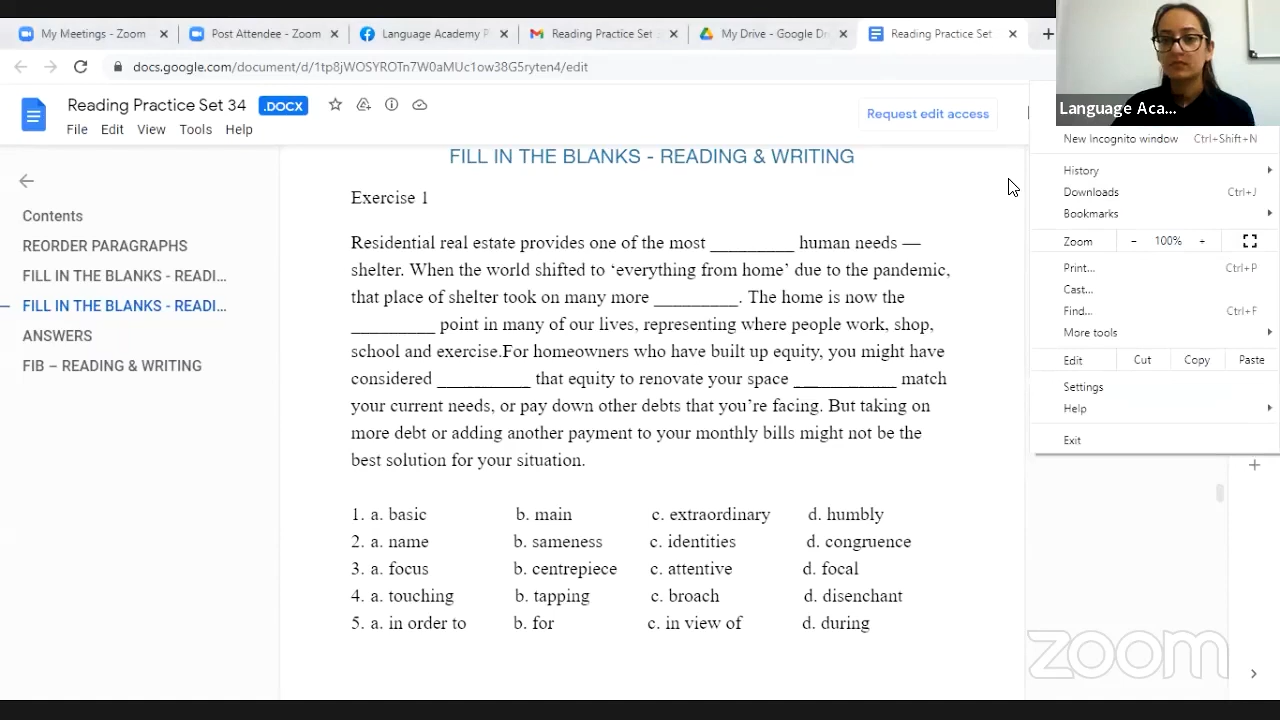 My Meetings - Zoom
Post Attendee - Zoom
Language Academy P
Reading Practice Set
My Drive - Google Dri
Reading Practice Set
docs.google.com/document/d/1tp8jWOSYROTn7W0aMUc1ow38G5ryten4/edit
Reading Practice Set 34 .DOCX
Request edit access
File Edit View Tools Help
Language Aca...
New Incognito window Ctrl+Shift+N
History
Downloads Ctrl+J
Bookmarks
Zoom - 100% +
Print... Ctrl+P
Cast...
Find... Ctrl+F
More tools
Edit Cut Copy Paste
Settings
Help
Exit
Contents
REORDER PARAGRAPHS
FILL IN THE BLANKS - READI...
FILL IN THE BLANKS - READI...
ANSWERS
FIB – READING & WRITING
FILL IN THE BLANKS - READING & WRITING
Exercise 1
Residential real estate provides one of the most _________ human needs —
shelter. When the world shifted to ‘everything from home’ due to the pandemic,
that place of shelter took on many more _________. The home is now the
_________ point in many of our lives, representing where people work, shop,
school and exercise.For homeowners who have built up equity, you might have
considered __________ that equity to renovate your space ___________ match
your current needs, or pay down other debts that you’re facing. But taking on
more debt or adding another payment to your monthly bills might not be the
best solution for your situation.
1. a. basic b. main c. extraordinary d. humbly
2. a. name b. sameness c. identities d. congruence
3. a. focus b. centrepiece c. attentive d. focal
4. a. touching b. tapping c. broach d. disenchant
5. a. in order to b. for c. in view of d. during
zoom